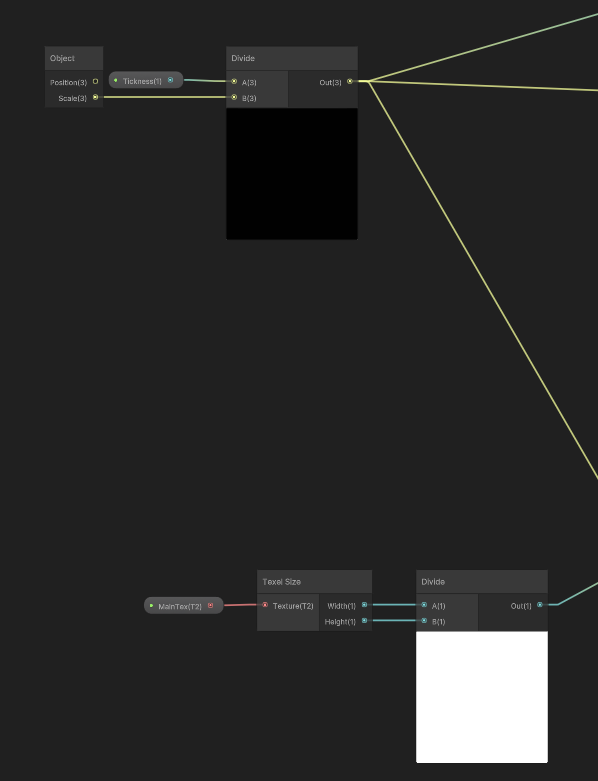 Object
Divide
Position(3)
Tickness(1)
A(3)
Out(3)
Scale(3)
B(3)
Texel Size
Divide
MainTex(T2)
Texture(T2)
Width(1)
A(1)
Out(1)
Height(1)
B(1)